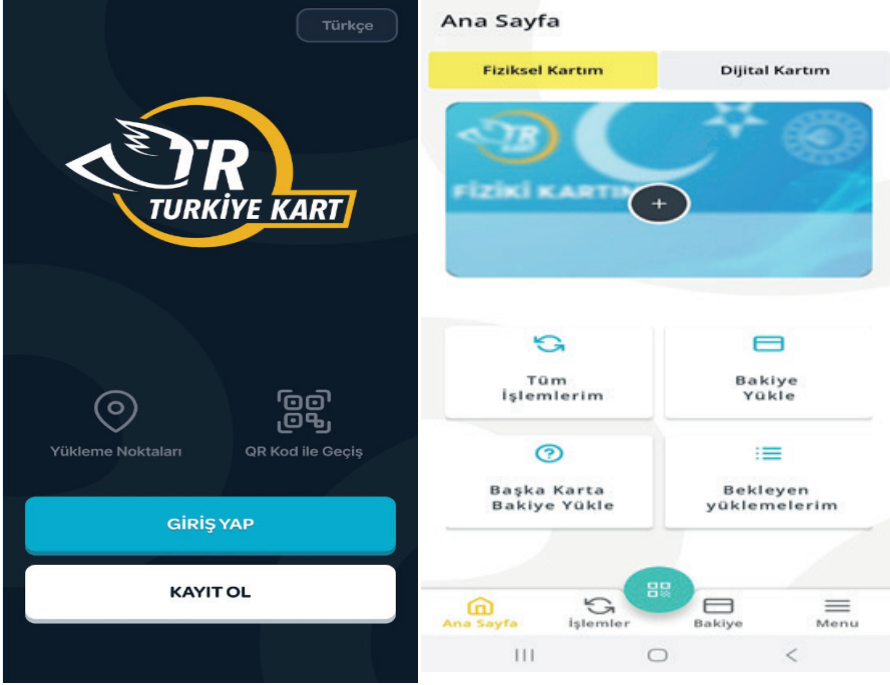 Türkçe
TR
TURKİYE KART
Yükleme Noktaları
QR Kod ile Geçiş
GİRİŞ YAP
KAYIT OL
Ana Sayfa
Fiziksel Kartım
Dijital Kartım
TR
FİZİKİ KARTIM
+
Tüm
İşlemlerim
Bakiye
Yükle
Başka Karta
Bakiye Yükle
Bekleyen
yüklemelerim
Ana Sayfa
İşlemler
Bakiye
Menu